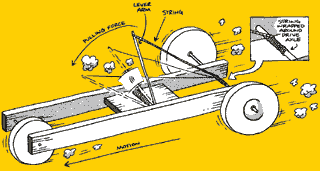 LEVER
ARM
PULLING FORCE
STRING
STRING
WRAPPED
AROUND
DRIVE
AXLE
MOTION